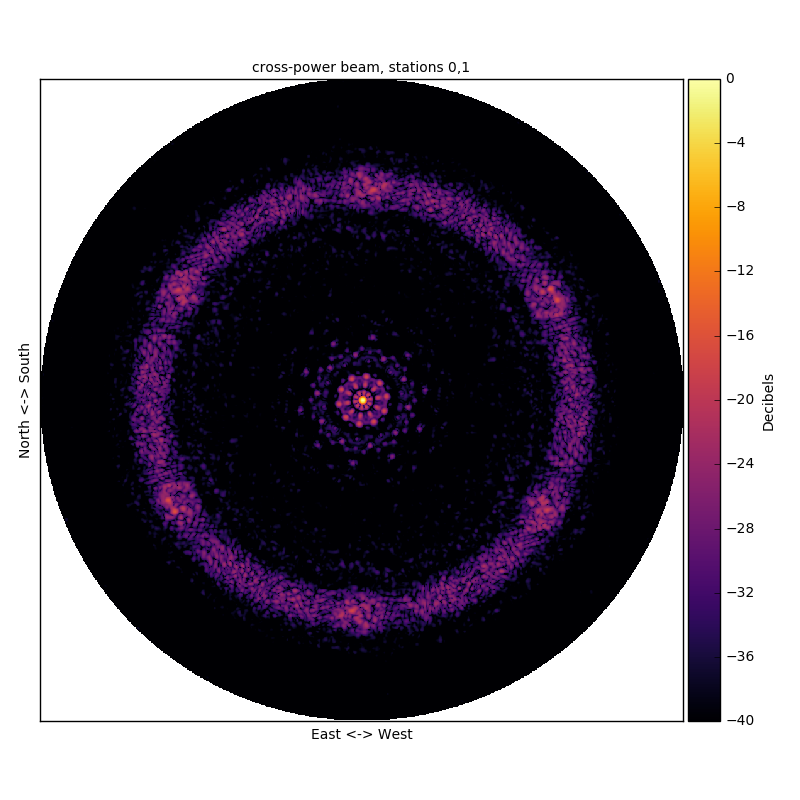 cross-power beam, stations 0,1
North <-> South
East <-> West
0
−4
−8
−12
−16
−20
−24
−28
−32
−36
−40
Decibels